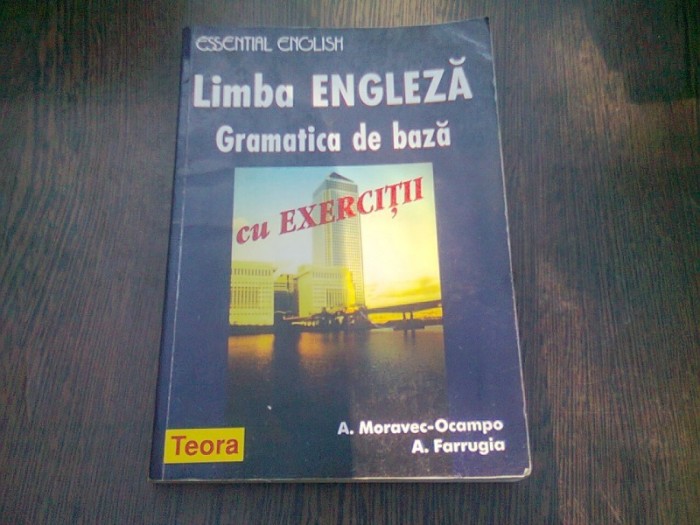 ESSENTIAL ENGLISH
Limba ENGLEZĂ
Gramatica de bază
cu EXERCIȚII
A. Moravec-Ocampo
A. Farrugia
Teora